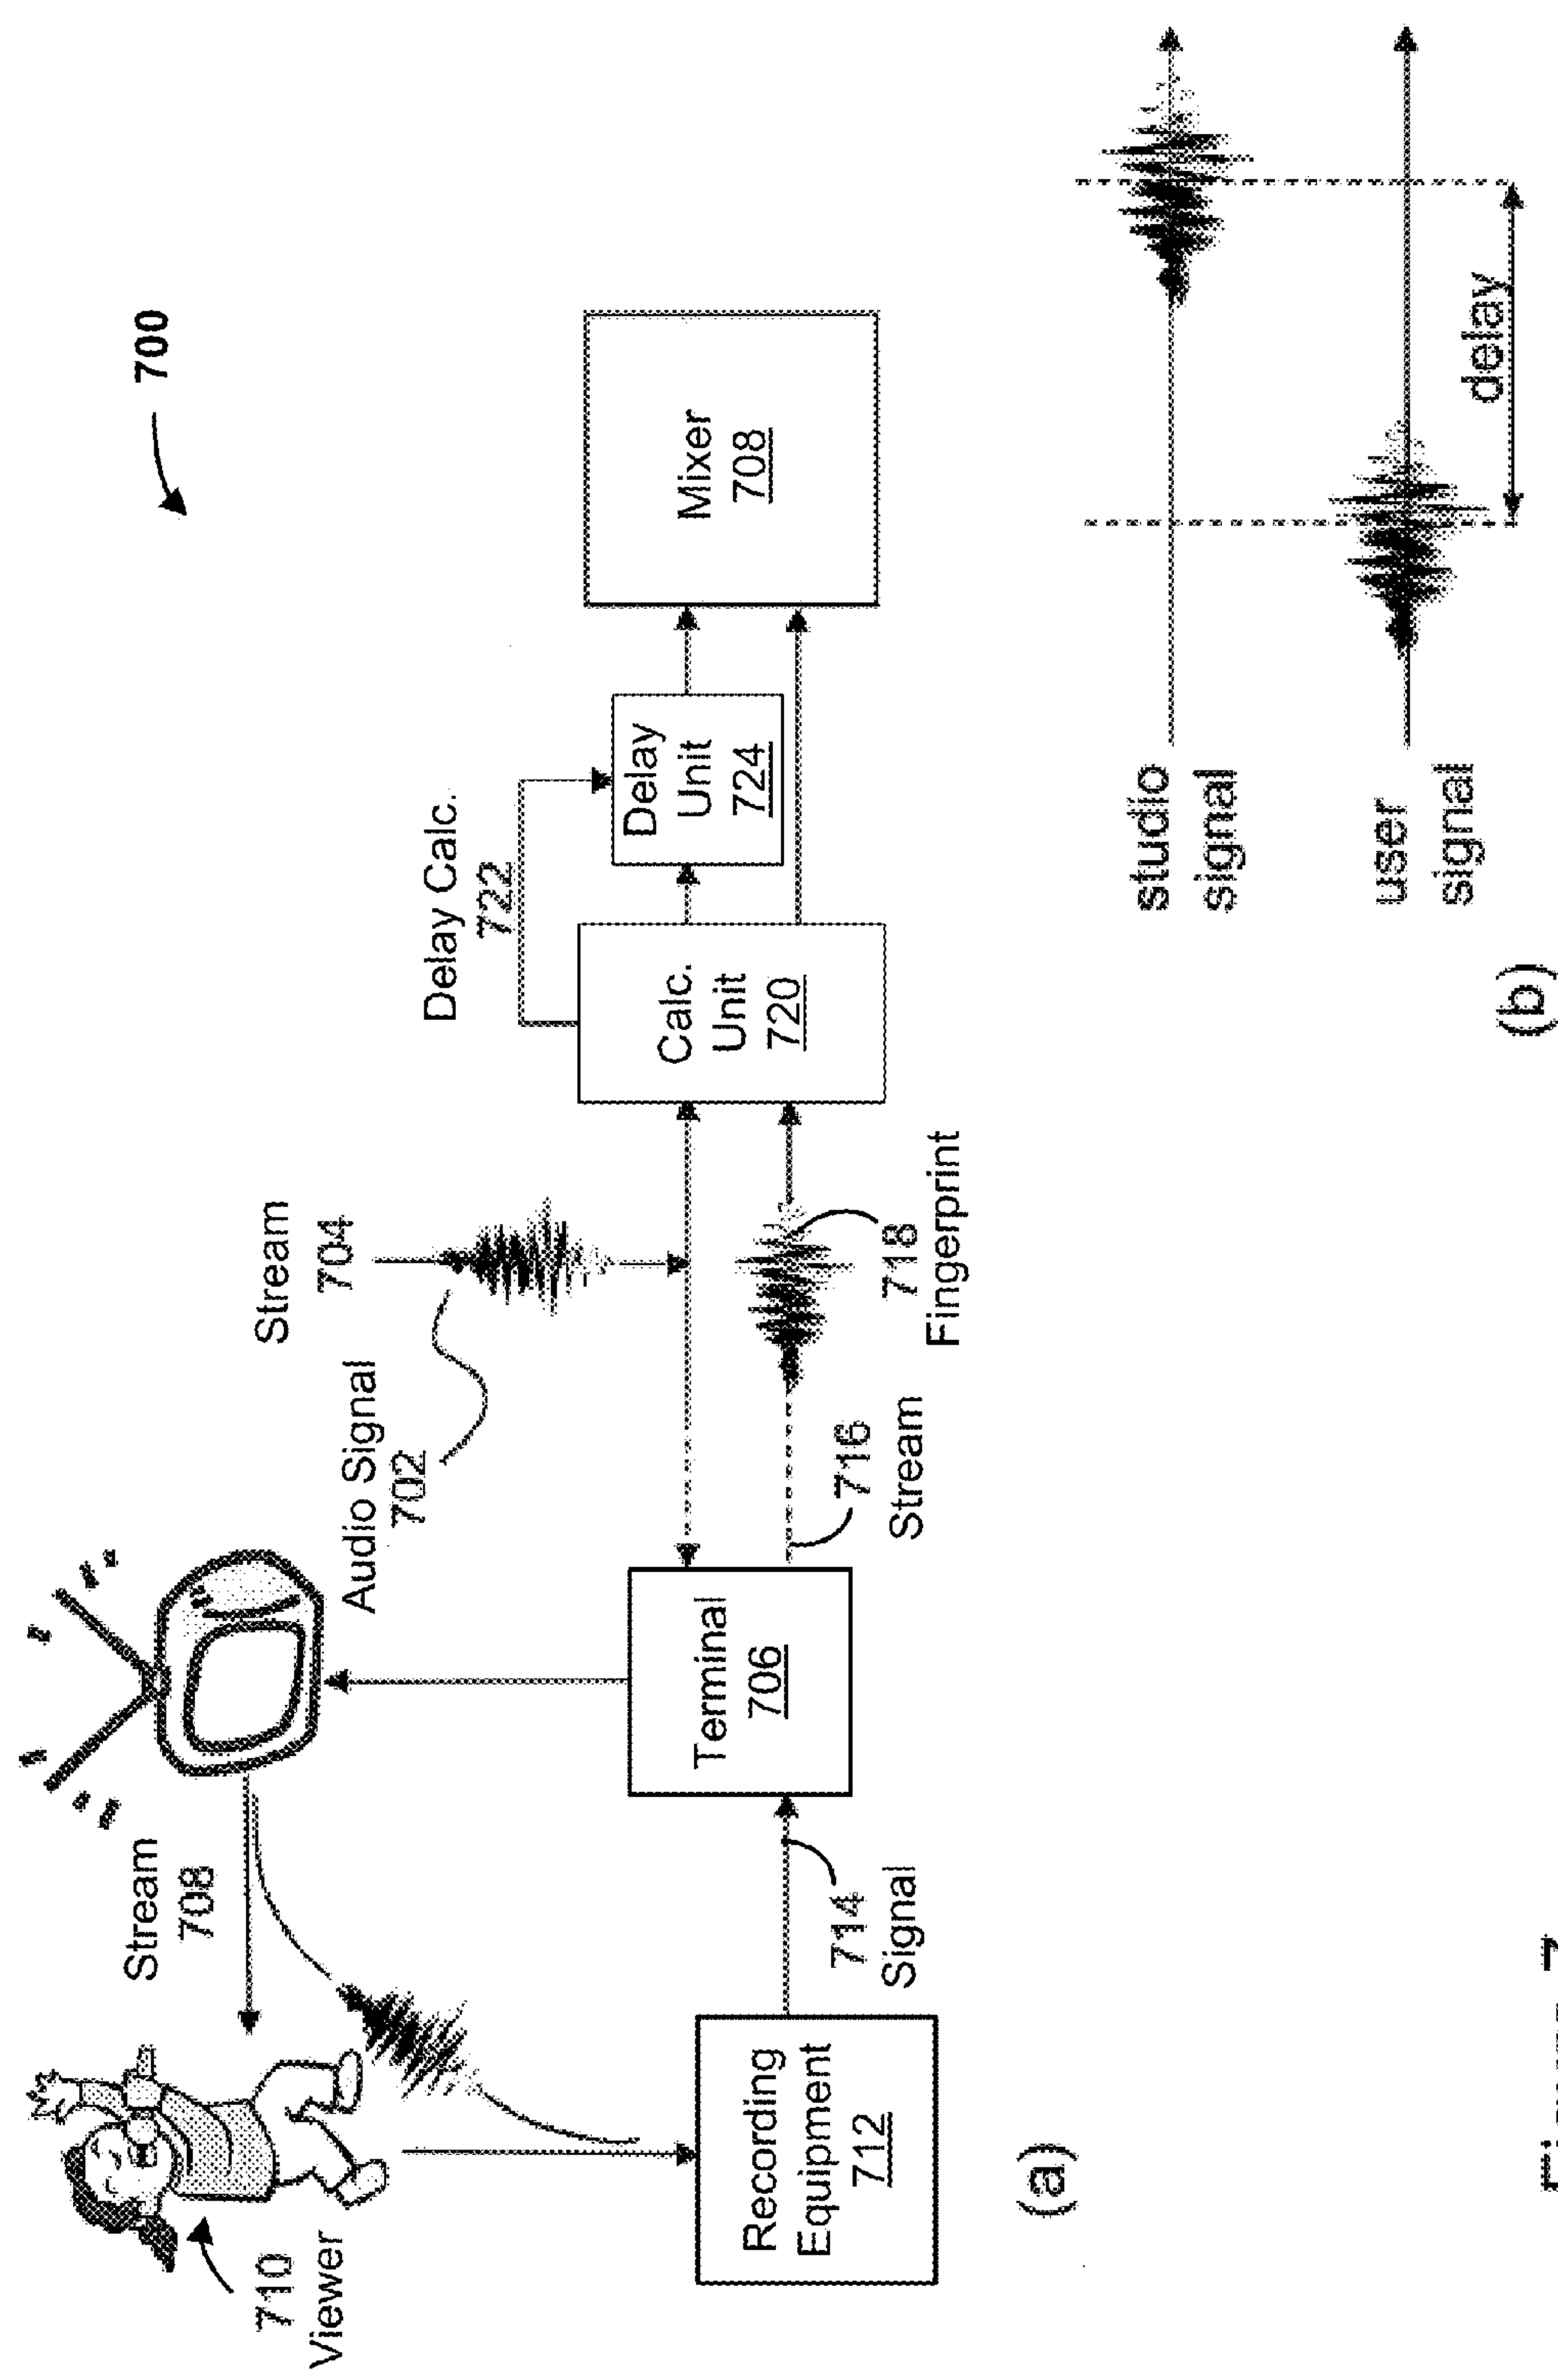 700
710
Viewer
Stream
708
Audio Signal
702
Stream
704
Delay Calc.
722
Recording
Equipment
712
714
Signal
Terminal
706
716
Stream
718
Fingerprint
Calc.
Unit
720
Delay
Unit
724
Mixer
708
(a)
studio
signal
user
signal
delay
(b)